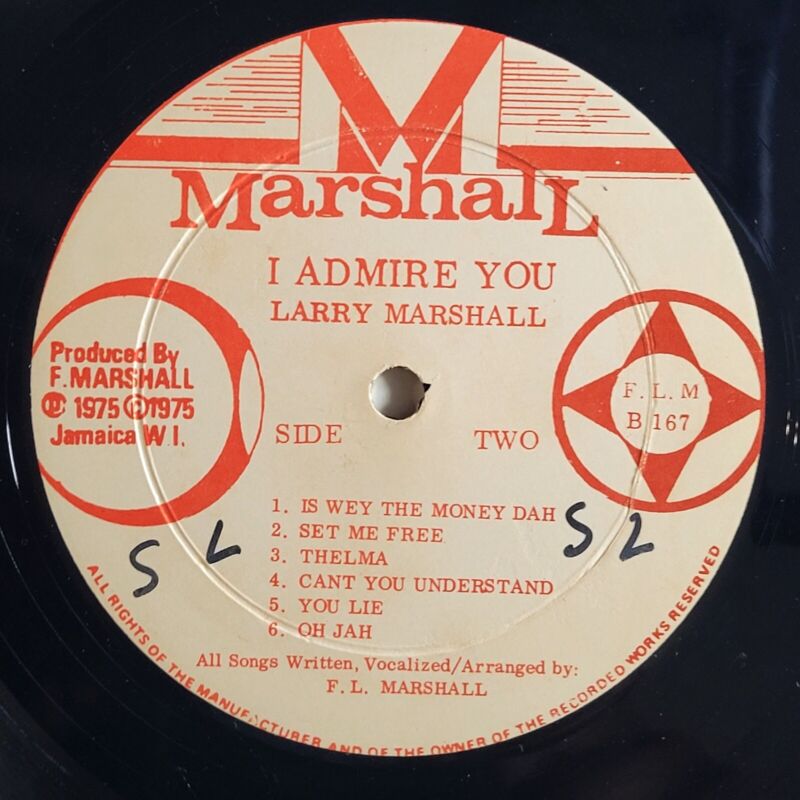 M
MarshalL
I ADMIRE YOU
LARRY MARSHALL
Produced By
F. MARSHALL
Ⓟ 1975 Ⓒ 1975
Jamaica W.I.
SIDE TWO
F. L. M
B 167
1. IS WEY THE MONEY DAH
2. SET ME FREE
3. THELMA
4. CANT YOU UNDERSTAND
5. YOU LIE
6. OH JAH
S L
S L
All Songs Written, Vocalized/Arranged by:
F. L. MARSHALL
ALL RIGHTS OF THE MANUFACTURER AND OF THE OWNER OF THE RECORDED WORKS RESERVED